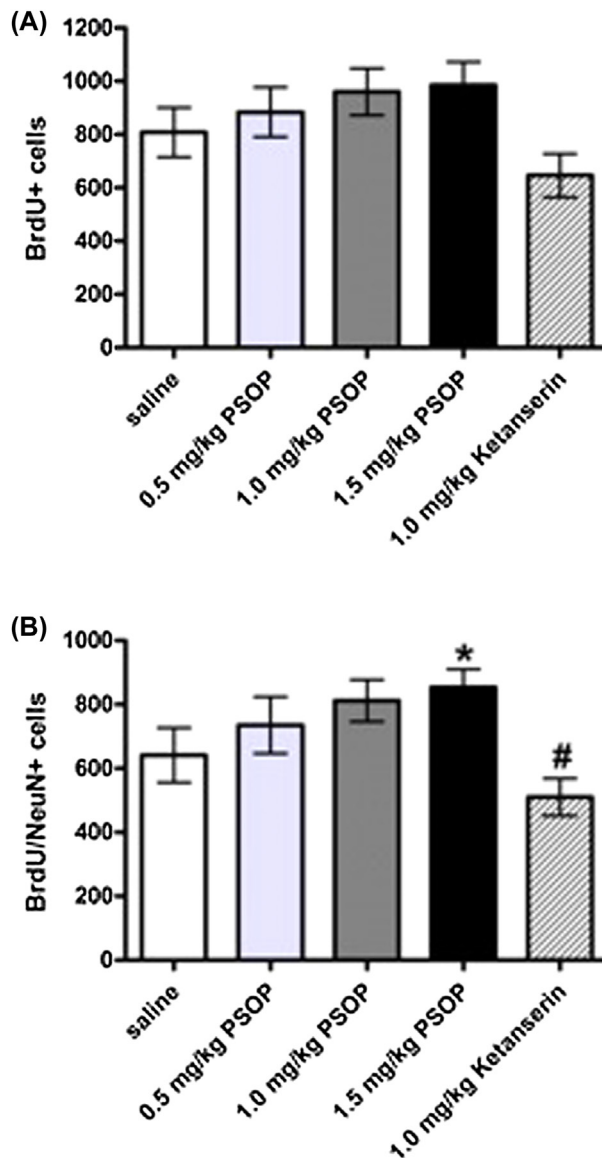 (A)
1200
1000
800
600
400
200
0
BrdU+ cells
saline
0.5 mg/kg PSOP
1.0 mg/kg PSOP
1.5 mg/kg PSOP
1.0 mg/kg Ketanserin
(B)
1000
800
600
400
200
0
BrdU/NeuN+ cells
*
#
saline
0.5 mg/kg PSOP
1.0 mg/kg PSOP
1.5 mg/kg PSOP
1.0 mg/kg Ketanserin